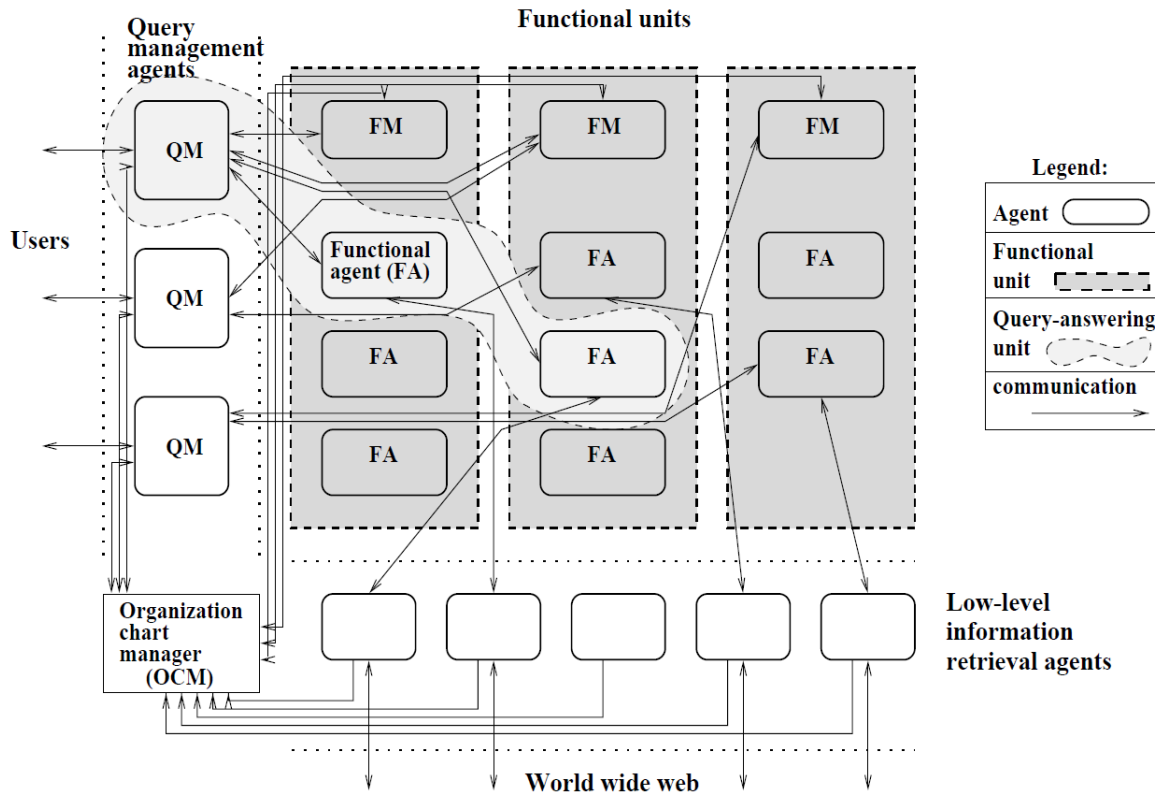 Functional units
Query
management
agents
QM
FM
FM
FM
Users
QM
Functional
agent (FA)
FA
FA
FA
FA
FA
QM
FA
FA
Legend:
Agent
Functional
unit
Query-answering
unit
communication
Organization
chart
manager
(OCM)
Low-level
information
retrieval agents
World wide web